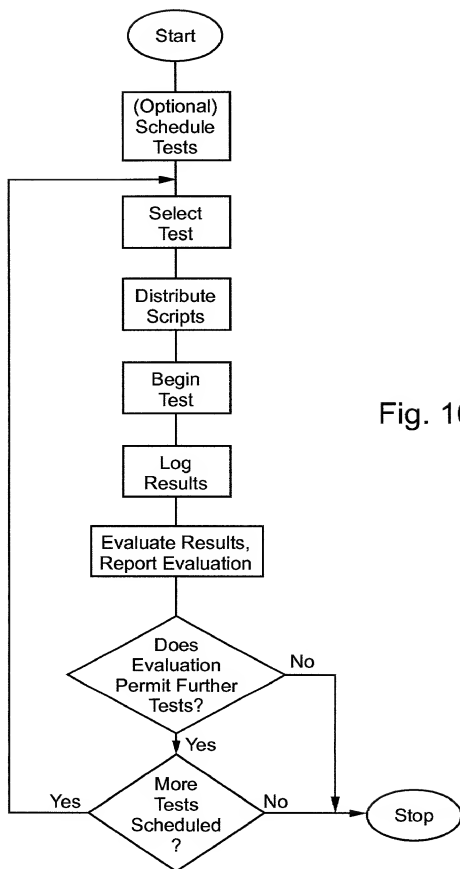 Start
(Optional)
Schedule
Tests
Select
Test
Distribute
Scripts
Begin
Test
Log
Results
Evaluate Results,
Report Evaluation
Does
Evaluation
Permit Further
Tests?
No
Yes
More
Tests
Scheduled
?
Yes
No
Stop
Fig.